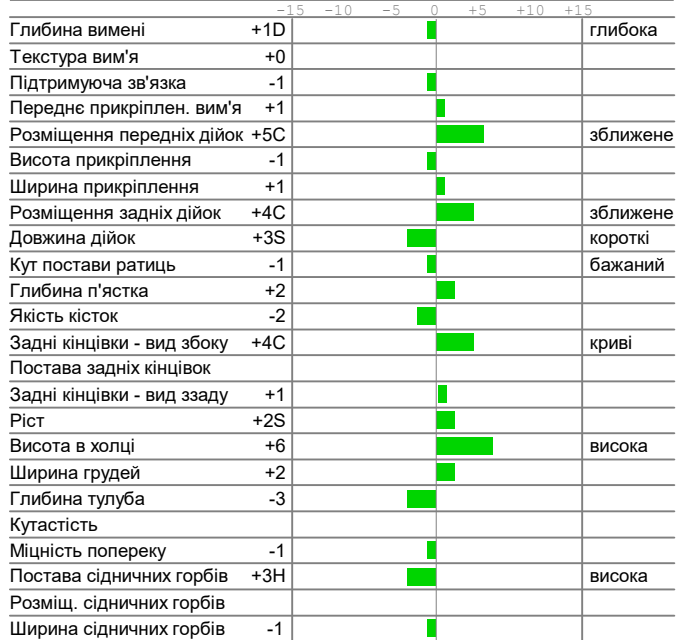 -15 -10 -5 0 +5 +10 +15
Глибина вимені +1D глибока
Текстура вим'я +0
Підтримуюча зв'язка -1
Переднє прикріплен. вим'я +1
Розміщення передніх дійок +5C зближене
Висота прикріплення -1
Ширина прикріплення +1
Розміщення задніх дійок +4C зближене
Довжина дійок +3S короткі
Кут постави ратиць -1 бажаний
Глибина п'ястка +2
Якість кісток -2
Задні кінцівки - вид збоку +4C криві
Постава задніх кінцівок
Задні кінцівки - вид ззаду +1
Ріст +2S
Висота в холці +6 висока
Ширина грудей +2
Глибина тулуба -3
Кутастість
Міцність попереку -1
Постава сідничних горбів +3H висока
Розміщ. сідничних горбів
Ширина сідничних горбів -1